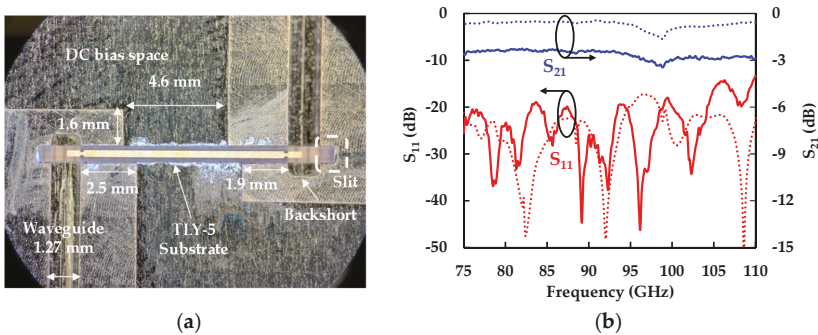 DC bias space
4.6 mm
1.6 mm
2.5 mm
1.9 mm
Slit
Backshort
TLY-5
Substrate
Waveguide
1.27 mm
(a)
0
-10
-20
-30
-40
-50
S11 (dB)
0
-3
-6
-9
-12
-15
S21 (dB)
S21
S11
75 80 85 90 95 100 105 110
Frequency (GHz)
(b)